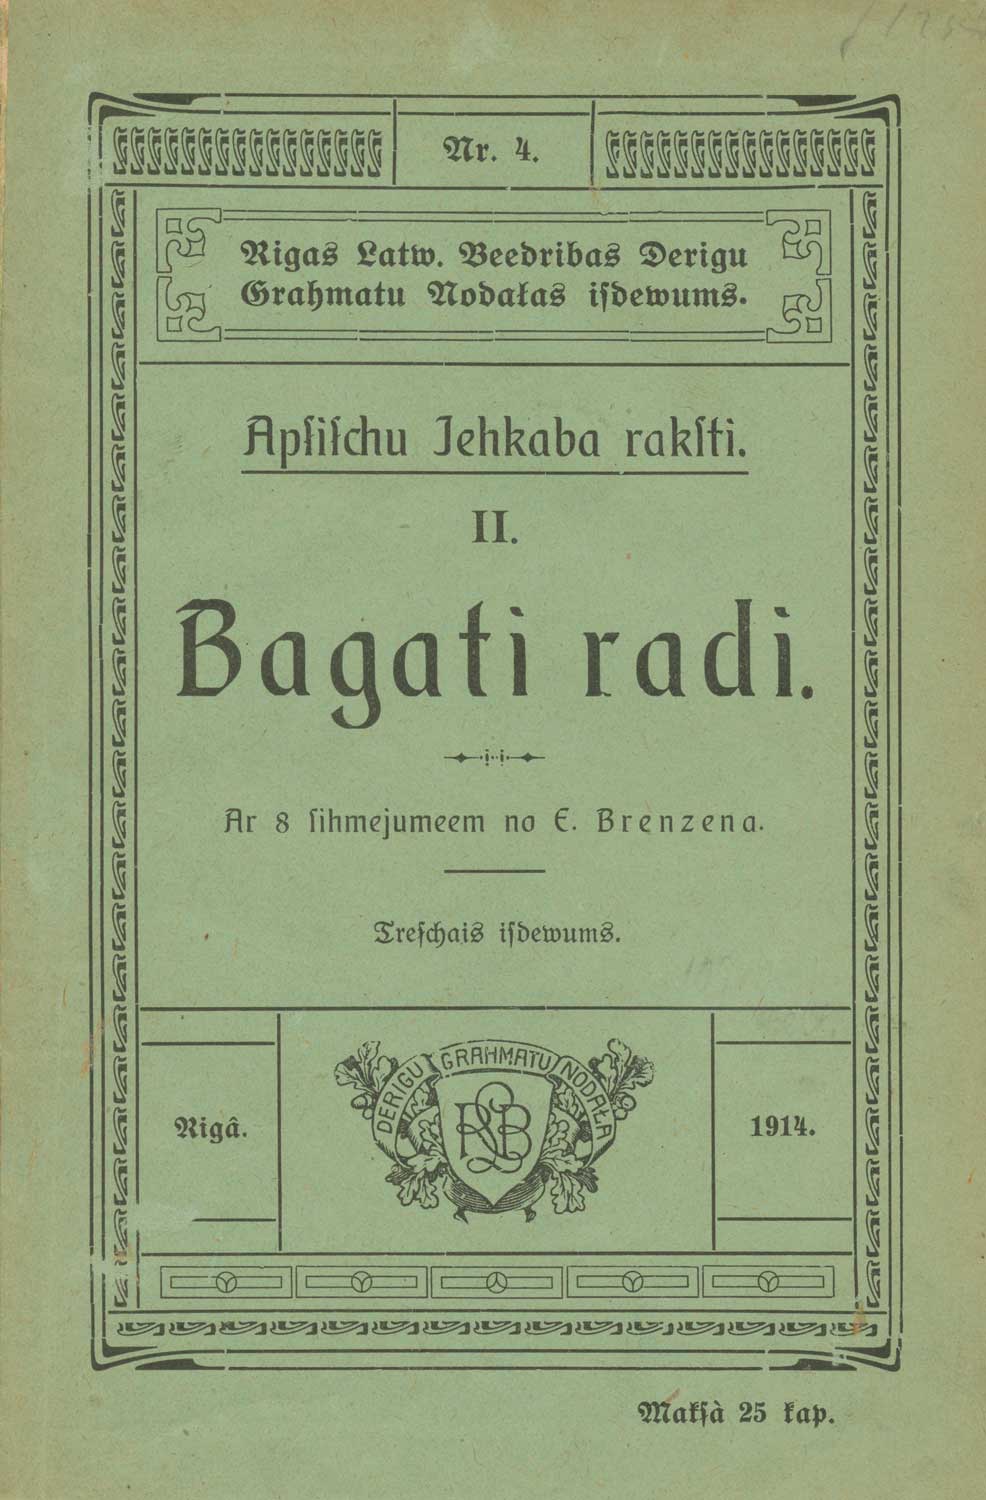 Nr. 4.
Rigas Latw. Beedribas Derigu
Grahmatu Nodałas iſdewums.
Apſiſchu Jehkaba rakſti.
II.
Bagati radi.
Ar 8 ſihmejumeem no E. Brenzena.
Treſchais iſdewums.
DERIGU GRAHMATU NODAŁA
RLB
Rigâ.
1914.
Makſà 25 kap.